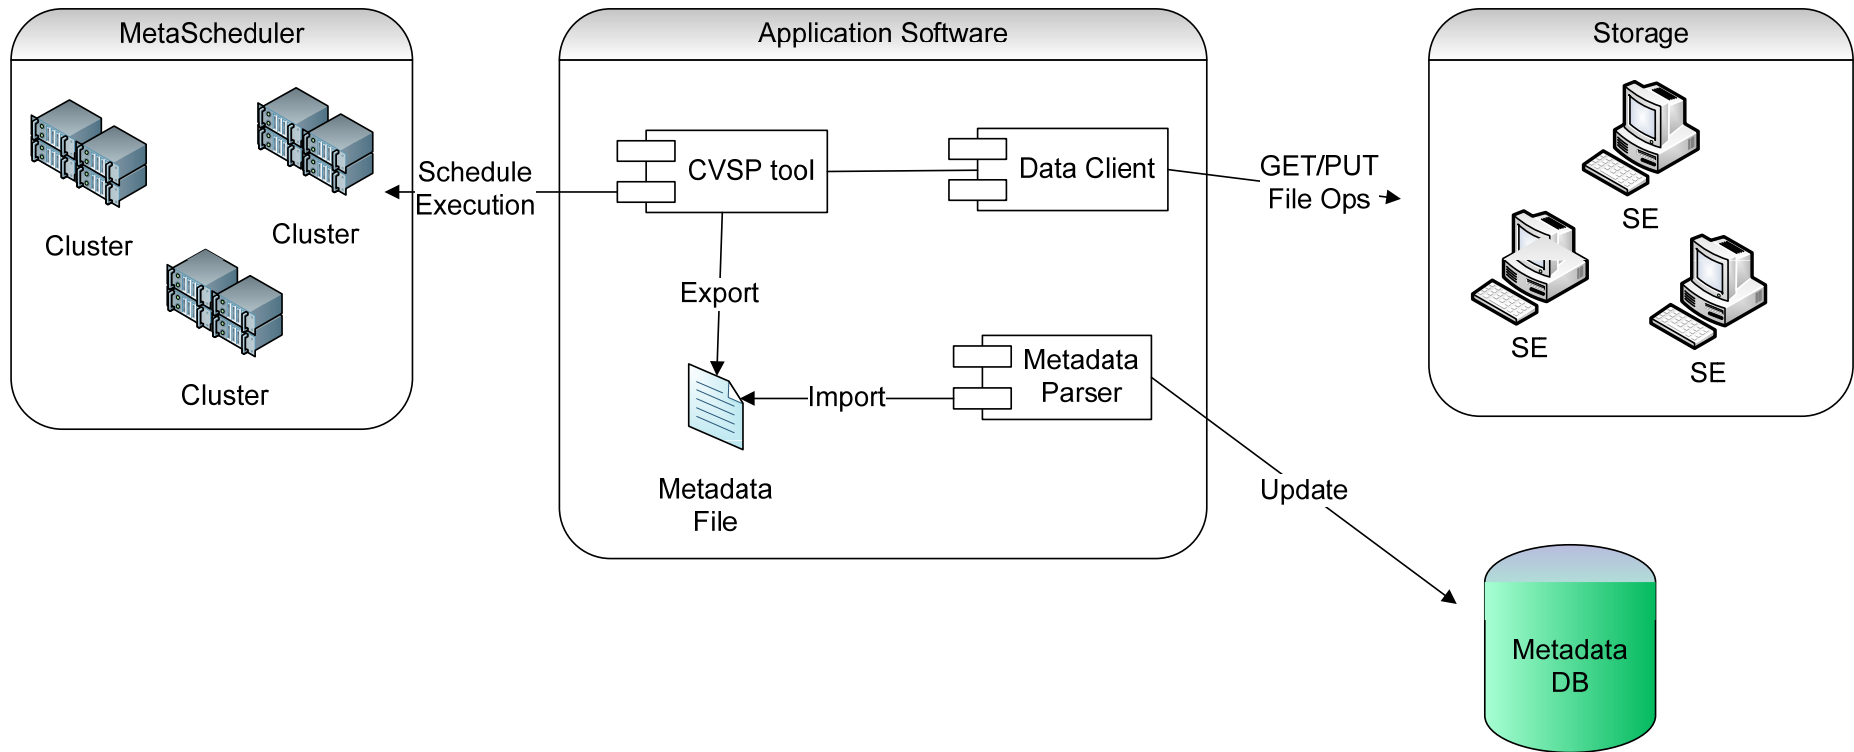 MetaScheduler
Application Software
Storage
Schedule
Execution
CVSP tool
Data Client
GET/PUT
File Ops
SE
Cluster
Cluster
Export
SE
SE
Metadata
Parser
Import
Cluster
Metadata
File
Update
Metadata
DB